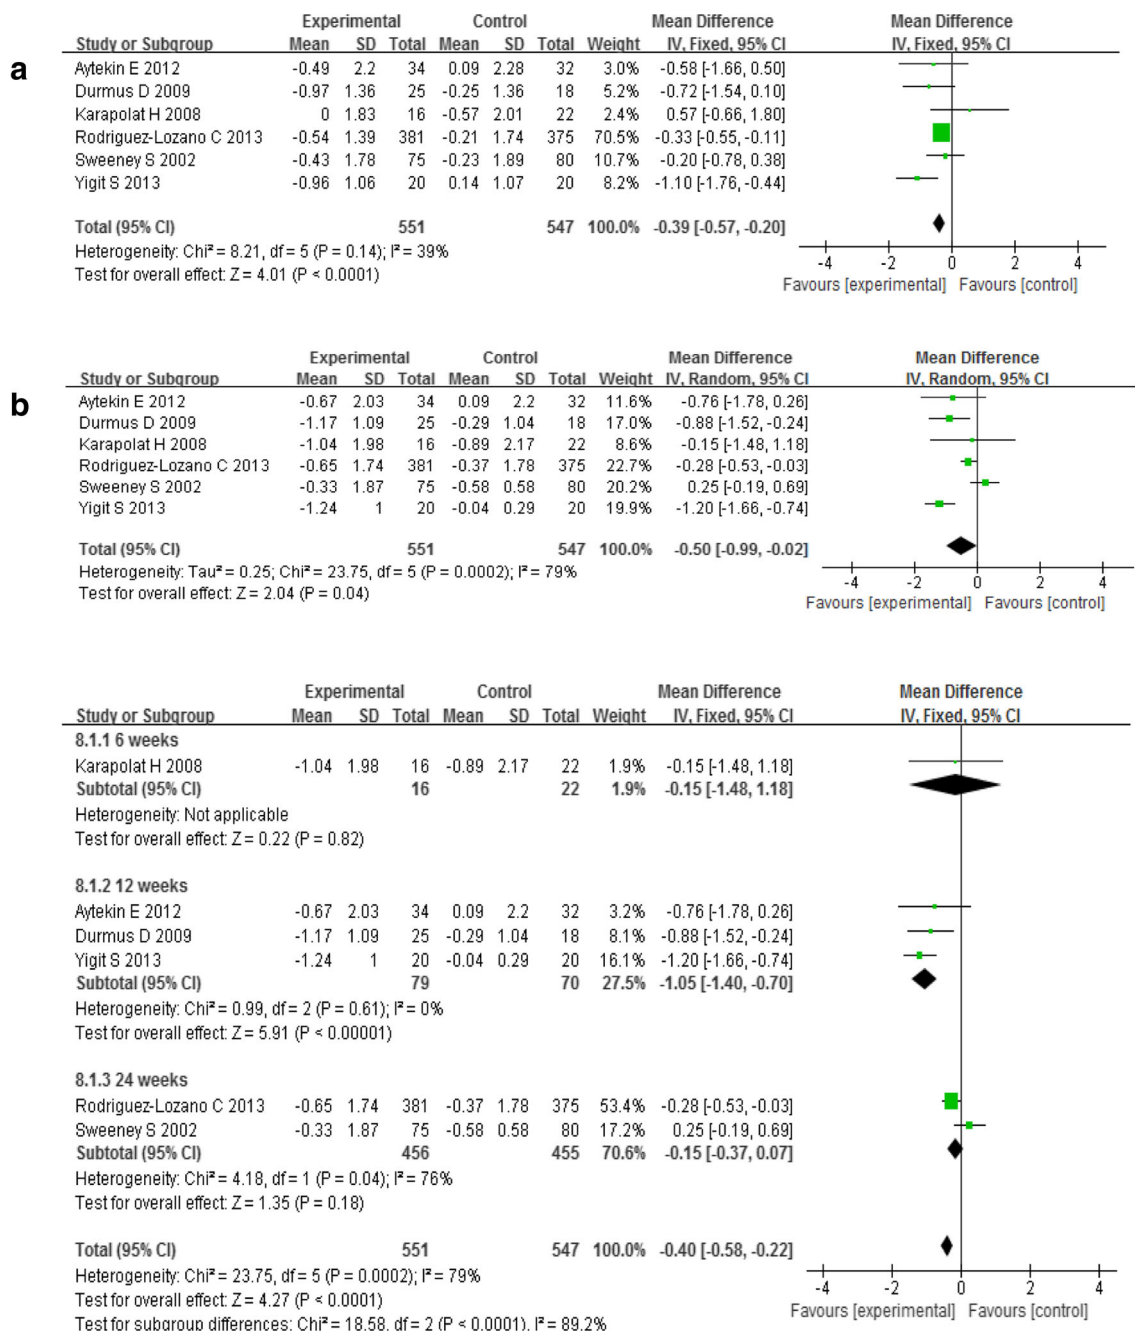 Experimental Control Mean Difference Mean Difference
Study or Subgroup Mean SD Total Mean SD Total Weight IV, Fixed, 95% CI IV, Fixed, 95% CI
a
Aytekin E 2012 -0.49 2.2 34 0.09 2.28 32 3.0% -0.58 [-1.66, 0.50]
Durmus D 2009 -0.97 1.36 25 -0.25 1.36 18 5.2% -0.72 [-1.54, 0.10]
Karapolat H 2008 0 1.83 16 -0.57 2.01 22 2.4% 0.57 [-0.66, 1.80]
Rodriguez-Lozano C 2013 -0.54 1.39 381 -0.21 1.74 375 70.5% -0.33 [-0.55, -0.11]
Sweeney S 2002 -0.43 1.78 75 -0.23 1.89 80 10.7% -0.20 [-0.78, 0.38]
Yigit S 2013 -0.96 1.06 20 0.14 1.07 20 8.2% -1.10 [-1.76, -0.44]
Total (95% CI) 551 547 100.0% -0.39 [-0.57, -0.20]
Heterogeneity: Chi² = 8.21, df = 5 (P = 0.14); I² = 39%
Test for overall effect: Z = 4.01 (P < 0.0001)
-4 -2 0 2 4
Favours [experimental] Favours [control]
Experimental Control Mean Difference Mean Difference
Study or Subgroup Mean SD Total Mean SD Total Weight IV, Random, 95% CI IV, Random, 95% CI
b
Aytekin E 2012 -0.67 2.03 34 0.09 2.2 32 11.6% -0.76 [-1.78, 0.26]
Durmus D 2009 -1.17 1.09 25 -0.29 1.04 18 17.0% -0.88 [-1.52, -0.24]
Karapolat H 2008 -1.04 1.98 16 -0.89 2.17 22 8.6% -0.15 [-1.48, 1.18]
Rodriguez-Lozano C 2013 -0.65 1.74 381 -0.37 1.78 375 22.7% -0.28 [-0.53, -0.03]
Sweeney S 2002 -0.33 1.87 75 -0.58 0.58 80 20.2% 0.25 [-0.19, 0.69]
Yigit S 2013 -1.24 1 20 -0.04 0.29 20 19.9% -1.20 [-1.66, -0.74]
Total (95% CI) 551 547 100.0% -0.50 [-0.99, -0.02]
Heterogeneity: Tau² = 0.25; Chi² = 23.75, df = 5 (P = 0.0002); I² = 79%
Test for overall effect: Z = 2.04 (P = 0.04)
-4 -2 0 2 4
Favours [experimental] Favours [control]
Experimental Control Mean Difference Mean Difference
Study or Subgroup Mean SD Total Mean SD Total Weight IV, Fixed, 95% CI IV, Fixed, 95% CI
8.1.1 6 weeks
Karapolat H 2008 -1.04 1.98 16 -0.89 2.17 22 1.9% -0.15 [-1.48, 1.18]
Subtotal (95% CI) 16 22 1.9% -0.15 [-1.48, 1.18]
Heterogeneity: Not applicable
Test for overall effect: Z = 0.22 (P = 0.82)
8.1.2 12 weeks
Aytekin E 2012 -0.67 2.03 34 0.09 2.2 32 3.2% -0.76 [-1.78, 0.26]
Durmus D 2009 -1.17 1.09 25 -0.29 1.04 18 8.1% -0.88 [-1.52, -0.24]
Yigit S 2013 -1.24 1 20 -0.04 0.29 20 16.1% -1.20 [-1.66, -0.74]
Subtotal (95% CI) 79 70 27.5% -1.05 [-1.40, -0.70]
Heterogeneity: Chi² = 0.99, df = 2 (P = 0.61); I² = 0%
Test for overall effect: Z = 5.91 (P < 0.00001)
8.1.3 24 weeks
Rodriguez-Lozano C 2013 -0.65 1.74 381 -0.37 1.78 375 53.4% -0.28 [-0.53, -0.03]
Sweeney S 2002 -0.33 1.87 75 -0.58 0.58 80 17.2% 0.25 [-0.19, 0.69]
Subtotal (95% CI) 456 455 70.6% -0.15 [-0.37, 0.07]
Heterogeneity: Chi² = 4.18, df = 1 (P = 0.04); I² = 76%
Test for overall effect: Z = 1.35 (P = 0.18)
Total (95% CI) 551 547 100.0% -0.40 [-0.58, -0.22]
Heterogeneity: Chi² = 23.75, df = 5 (P = 0.0002); I² = 79%
Test for overall effect: Z = 4.27 (P < 0.0001)
Test for subgroup differences: Chi² = 18.58, df = 2 (P < 0.0001), I² = 89.2%
-4 -2 0 2 4
Favours [experimental] Favours [control]